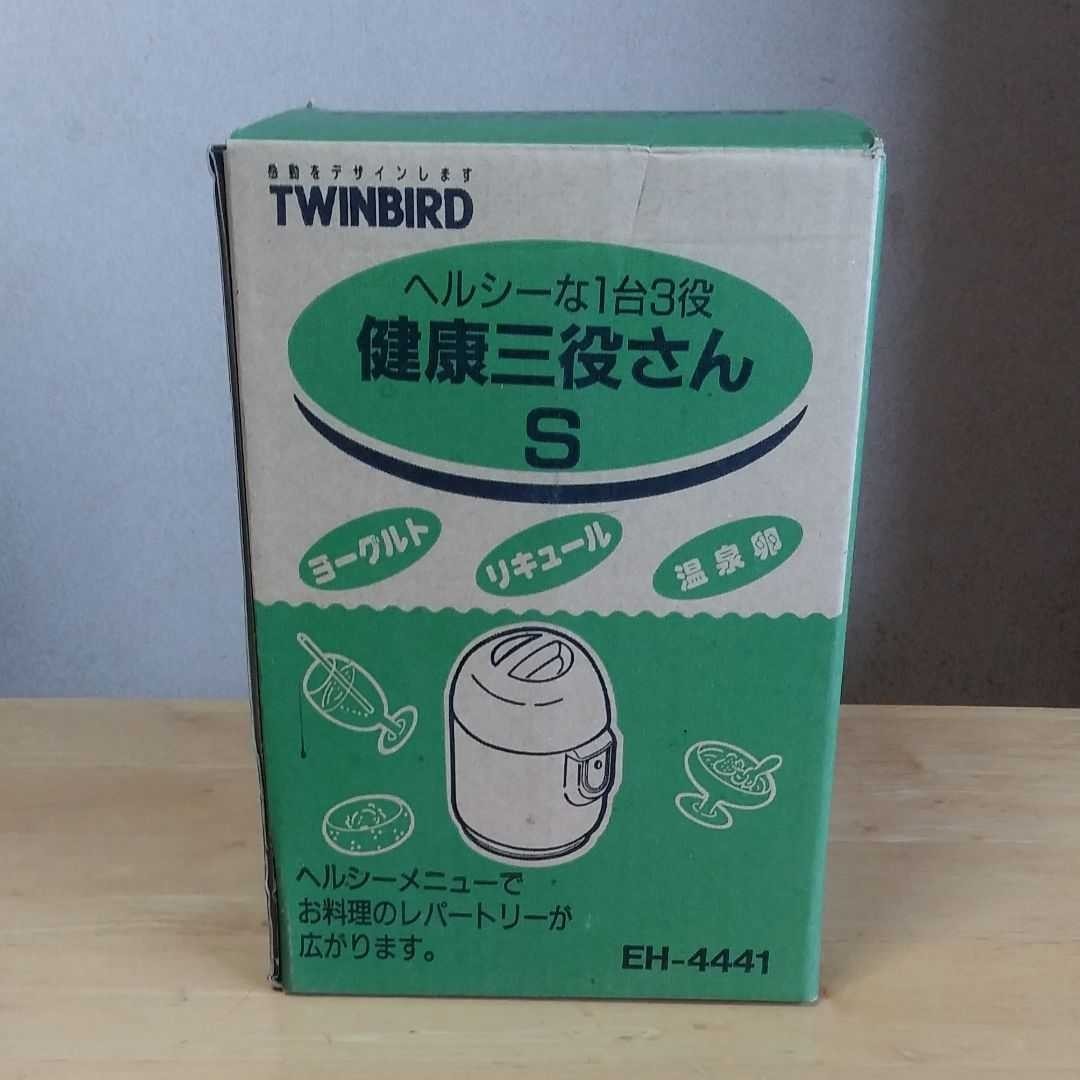 感動をデザインします
TWINBIRD
ヘルシーな1台3役
健康三役さん
S
ヨーグルト
リキュール
温泉卵
ヘルシーメニューで
お料理のレパートリーが
広がります。
EH-4441